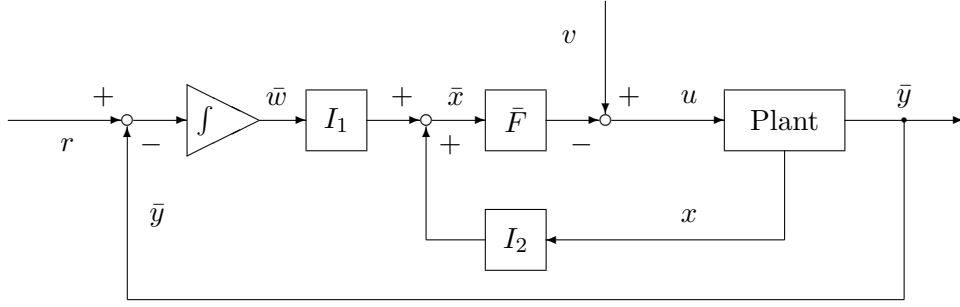 v
+ w̄ + x̄ + u ȳ
∫ I₁ F̄ Plant
r − + −
ȳ x
I₂